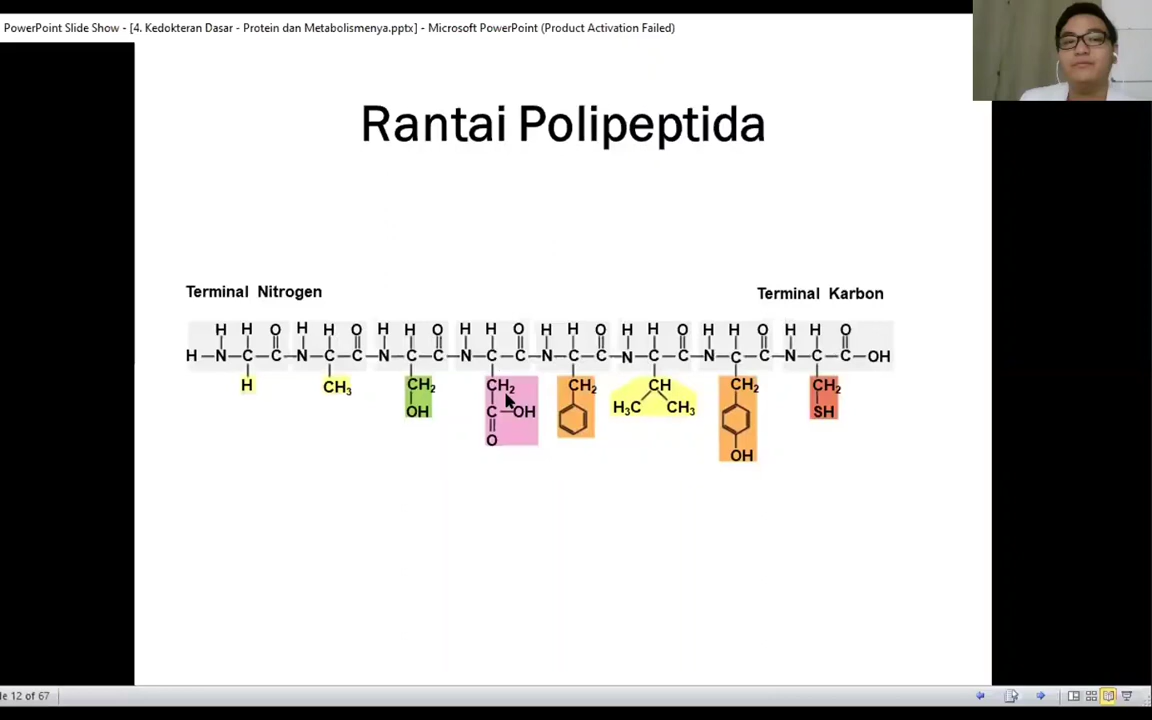 PowerPoint Slide Show - [4. Kedokteran Dasar - Protein dan Metabolismenya.pptx] - Microsoft PowerPoint (Product Activation Failed)
Rantai Polipeptida
Terminal Nitrogen
Terminal Karbon
H H O H H O H H O H H O H H O H H O H H O H H O
H N C C N C C N C C N C C N C C N C C N C C N C C OH
H CH3 CH2 CH2 CH2 CH CH2 CH2
OH C OH H3C CH3 SH
O OH
le 12 of 67